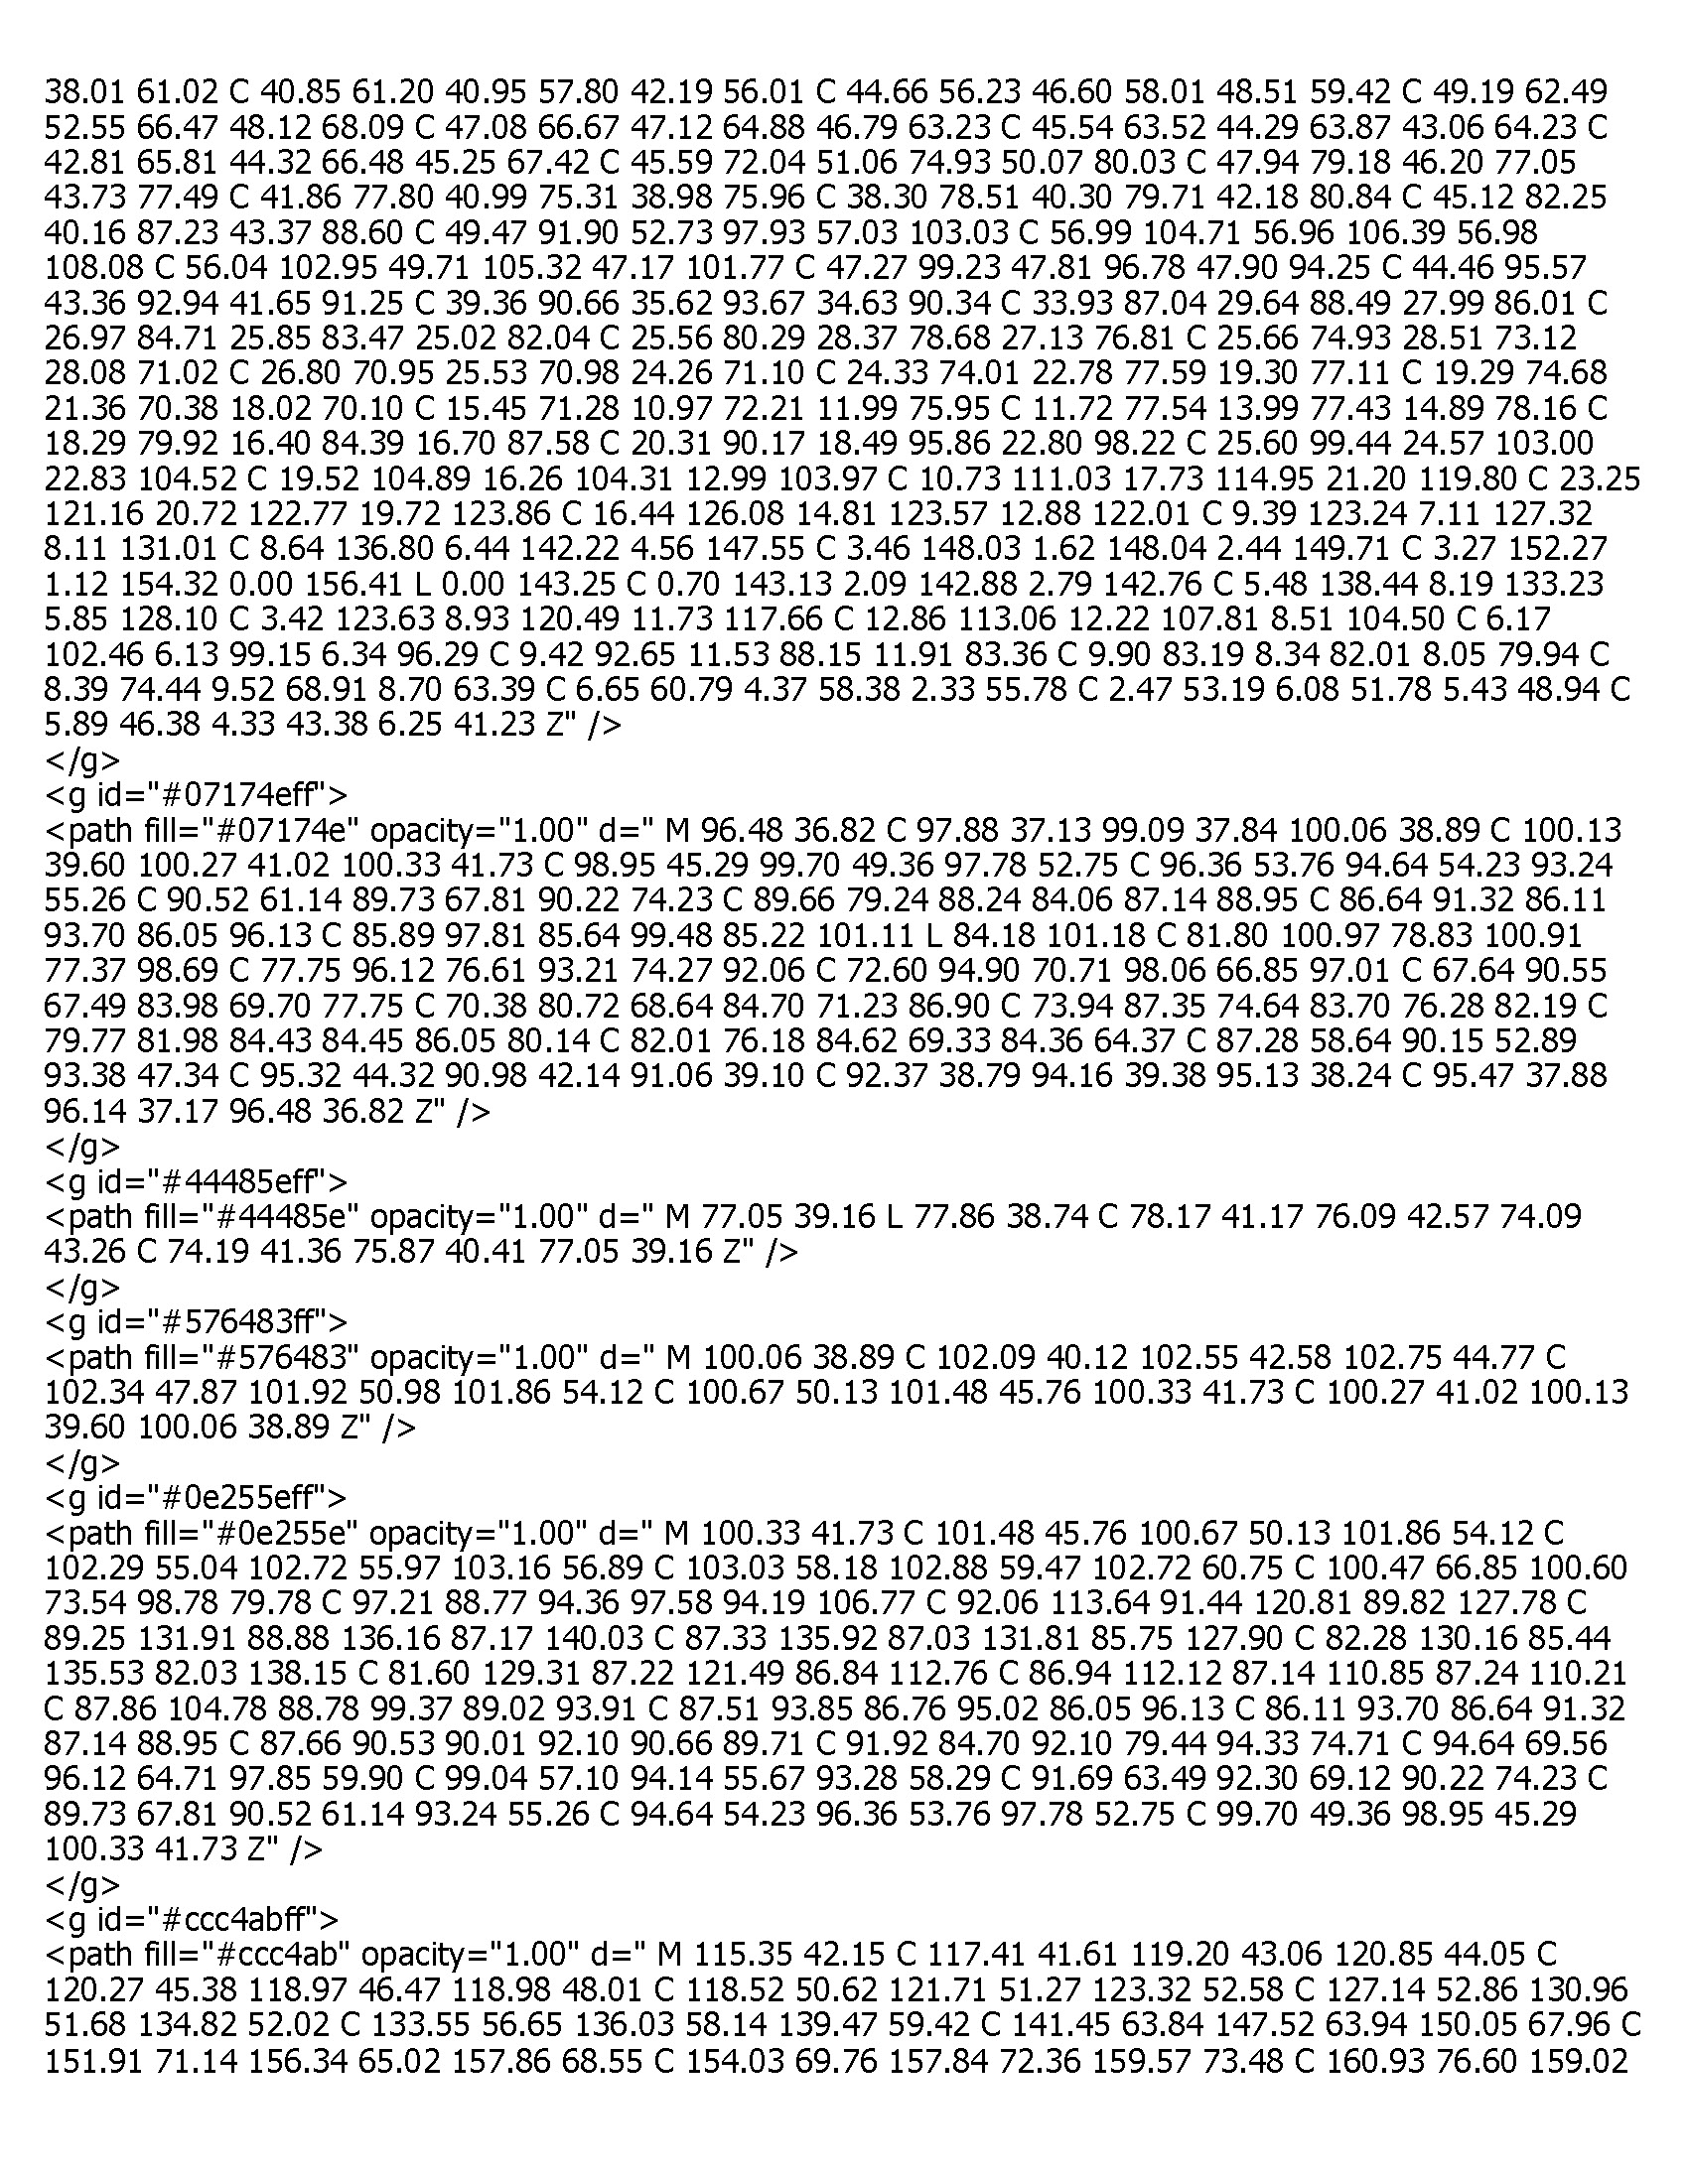 38.01 61.02 C 40.85 61.20 40.95 57.80 42.19 56.01 C 44.66 56.23 46.60 58.01 48.51 59.42 C 49.19 62.49
52.55 66.47 48.12 68.09 C 47.08 66.67 47.12 64.88 46.79 63.23 C 45.54 63.52 44.29 63.87 43.06 64.23 C
42.81 65.81 44.32 66.48 45.25 67.42 C 45.59 72.04 51.06 74.93 50.07 80.03 C 47.94 79.18 46.20 77.05
43.73 77.49 C 41.86 77.80 40.99 75.31 38.98 75.96 C 38.30 78.51 40.30 79.71 42.18 80.84 C 45.12 82.25
40.16 87.23 43.37 88.60 C 49.47 91.90 52.73 97.93 57.03 103.03 C 56.99 104.71 56.96 106.39 56.98
108.08 C 56.04 102.95 49.71 105.32 47.17 101.77 C 47.27 99.23 47.81 96.78 47.90 94.25 C 44.46 95.57
43.36 92.94 41.65 91.25 C 39.36 90.66 35.62 93.67 34.63 90.34 C 33.93 87.04 29.64 88.49 27.99 86.01 C
26.97 84.71 25.85 83.47 25.02 82.04 C 25.56 80.29 28.37 78.68 27.13 76.81 C 25.66 74.93 28.51 73.12
28.08 71.02 C 26.80 70.95 25.53 70.98 24.26 71.10 C 24.33 74.01 22.78 77.59 19.30 77.11 C 19.29 74.68
21.36 70.38 18.02 70.10 C 15.45 71.28 10.97 72.21 11.99 75.95 C 11.72 77.54 13.99 77.43 14.89 78.16 C
18.29 79.92 16.40 84.39 16.70 87.58 C 20.31 90.17 18.49 95.86 22.80 98.22 C 25.60 99.44 24.57 103.00
22.83 104.52 C 19.52 104.89 16.26 104.31 12.99 103.97 C 10.73 111.03 17.73 114.95 21.20 119.80 C 23.25
121.16 20.72 122.77 19.72 123.86 C 16.44 126.08 14.81 123.57 12.88 122.01 C 9.39 123.24 7.11 127.32
8.11 131.01 C 8.64 136.80 6.44 142.22 4.56 147.55 C 3.46 148.03 1.62 148.04 2.44 149.71 C 3.27 152.27
1.12 154.32 0.00 156.41 L 0.00 143.25 C 0.70 143.13 2.09 142.88 2.79 142.76 C 5.48 138.44 8.19 133.23
5.85 128.10 C 3.42 123.63 8.93 120.49 11.73 117.66 C 12.86 113.06 12.22 107.81 8.51 104.50 C 6.17
102.46 6.13 99.15 6.34 96.29 C 9.42 92.65 11.53 88.15 11.91 83.36 C 9.90 83.19 8.34 82.01 8.05 79.94 C
8.39 74.44 9.52 68.91 8.70 63.39 C 6.65 60.79 4.37 58.38 2.33 55.78 C 2.47 53.19 6.08 51.78 5.43 48.94 C
5.89 46.38 4.33 43.38 6.25 41.23 Z" />
</g>
<g id="#07174eff">
<path fill="#07174e" opacity="1.00" d=" M 96.48 36.82 C 97.88 37.13 99.09 37.84 100.06 38.89 C 100.13
39.60 100.27 41.02 100.33 41.73 C 98.95 45.29 99.70 49.36 97.78 52.75 C 96.36 53.76 94.64 54.23 93.24
55.26 C 90.52 61.14 89.73 67.81 90.22 74.23 C 89.66 79.24 88.24 84.06 87.14 88.95 C 86.64 91.32 86.11
93.70 86.05 96.13 C 85.89 97.81 85.64 99.48 85.22 101.11 L 84.18 101.18 C 81.80 100.97 78.83 100.91
77.37 98.69 C 77.75 96.12 76.61 93.21 74.27 92.06 C 72.60 94.90 70.71 98.06 66.85 97.01 C 67.64 90.55
67.49 83.98 69.70 77.75 C 70.38 80.72 68.64 84.70 71.23 86.90 C 73.94 87.35 74.64 83.70 76.28 82.19 C
79.77 81.98 84.43 84.45 86.05 80.14 C 82.01 76.18 84.62 69.33 84.36 64.37 C 87.28 58.64 90.15 52.89
93.38 47.34 C 95.32 44.32 90.98 42.14 91.06 39.10 C 92.37 38.79 94.16 39.38 95.13 38.24 C 95.47 37.88
96.14 37.17 96.48 36.82 Z" />
</g>
<g id="#44485eff">
<path fill="#44485e" opacity="1.00" d=" M 77.05 39.16 L 77.86 38.74 C 78.17 41.17 76.09 42.57 74.09
43.26 C 74.19 41.36 75.87 40.41 77.05 39.16 Z" />
</g>
<g id="#576483ff">
<path fill="#576483" opacity="1.00" d=" M 100.06 38.89 C 102.09 40.12 102.55 42.58 102.75 44.77 C
102.34 47.87 101.92 50.98 101.86 54.12 C 100.67 50.13 101.48 45.76 100.33 41.73 C 100.27 41.02 100.13
39.60 100.06 38.89 Z" />
</g>
<g id="#0e255eff">
<path fill="#0e255e" opacity="1.00" d=" M 100.33 41.73 C 101.48 45.76 100.67 50.13 101.86 54.12 C
102.29 55.04 102.72 55.97 103.16 56.89 C 103.03 58.18 102.88 59.47 102.72 60.75 C 100.47 66.85 100.60
73.54 98.78 79.78 C 97.21 88.77 94.36 97.58 94.19 106.77 C 92.06 113.64 91.44 120.81 89.82 127.78 C
89.25 131.91 88.88 136.16 87.17 140.03 C 87.33 135.92 87.03 131.81 85.75 127.90 C 82.28 130.16 85.44
135.53 82.03 138.15 C 81.60 129.31 87.22 121.49 86.84 112.76 C 86.94 112.12 87.14 110.85 87.24 110.21
C 87.86 104.78 88.78 99.37 89.02 93.91 C 87.51 93.85 86.76 95.02 86.05 96.13 C 86.11 93.70 86.64 91.32
87.14 88.95 C 87.66 90.53 90.01 92.10 90.66 89.71 C 91.92 84.70 92.10 79.44 94.33 74.71 C 94.64 69.56
96.12 64.71 97.85 59.90 C 99.04 57.10 94.14 55.67 93.28 58.29 C 91.69 63.49 92.30 69.12 90.22 74.23 C
89.73 67.81 90.52 61.14 93.24 55.26 C 94.64 54.23 96.36 53.76 97.78 52.75 C 99.70 49.36 98.95 45.29
100.33 41.73 Z" />
</g>
<g id="#ccc4abff">
<path fill="#ccc4ab" opacity="1.00" d=" M 115.35 42.15 C 117.41 41.61 119.20 43.06 120.85 44.05 C
120.27 45.38 118.97 46.47 118.98 48.01 C 118.52 50.62 121.71 51.27 123.32 52.58 C 127.14 52.86 130.96
51.68 134.82 52.02 C 133.55 56.65 136.03 58.14 139.47 59.42 C 141.45 63.84 147.52 63.94 150.05 67.96 C
151.91 71.14 156.34 65.02 157.86 68.55 C 154.03 69.76 157.84 72.36 159.57 73.48 C 160.93 76.60 159.02